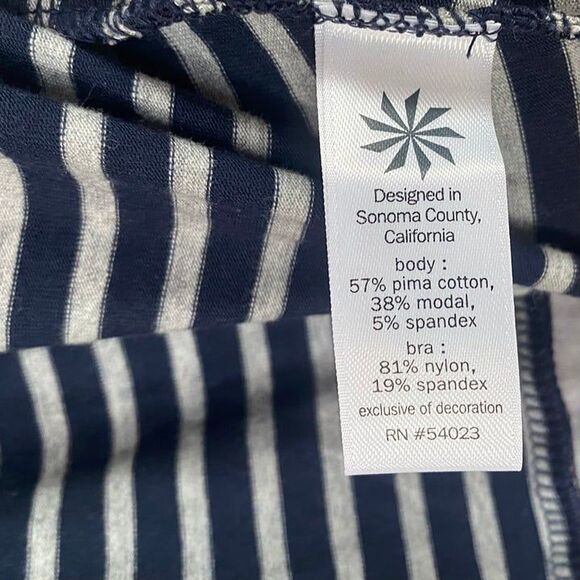 Designed in
Sonoma County,
California
body :
57% pima cotton,
38% modal,
5% spandex
bra :
81% nylon,
19% spandex
exclusive of decoration
RN #54023